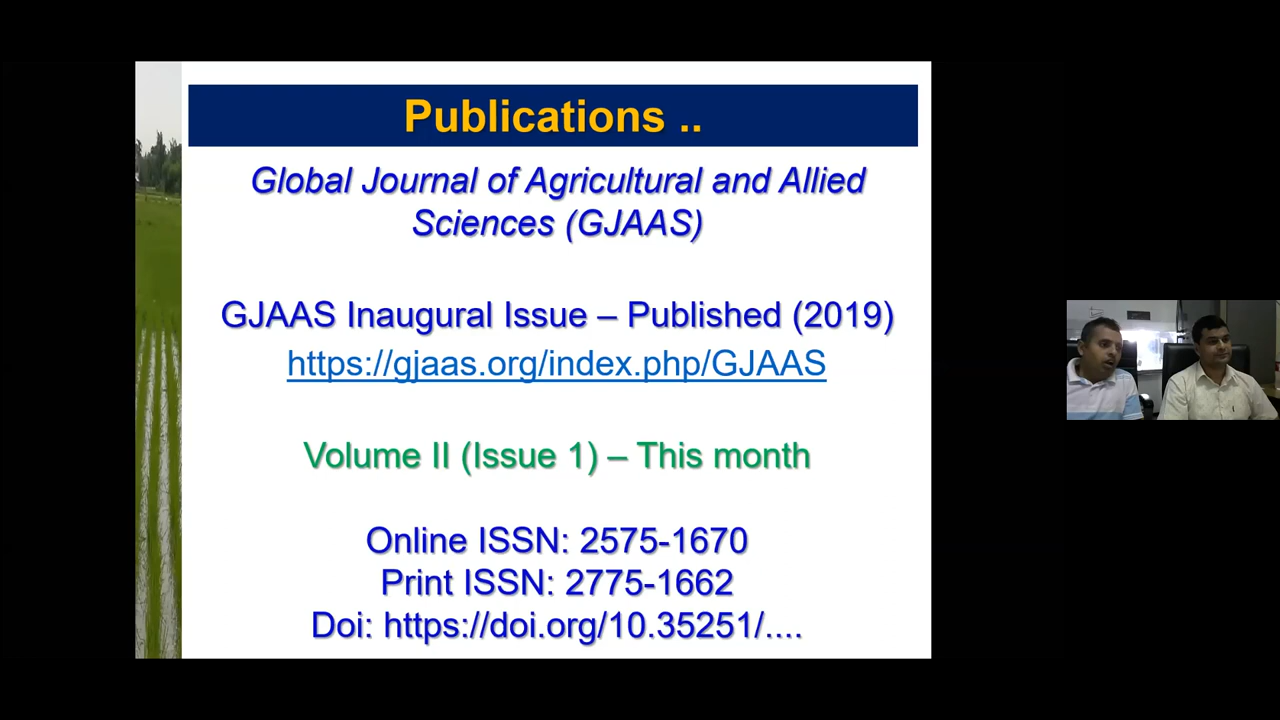 Publications ..
Global Journal of Agricultural and Allied
Sciences (GJAAS)
GJAAS Inaugural Issue – Published (2019)
https://gjaas.org/index.php/GJAAS
Volume II (Issue 1) – This month
Online ISSN: 2575-1670
Print ISSN: 2775-1662
Doi: https://doi.org/10.35251/....